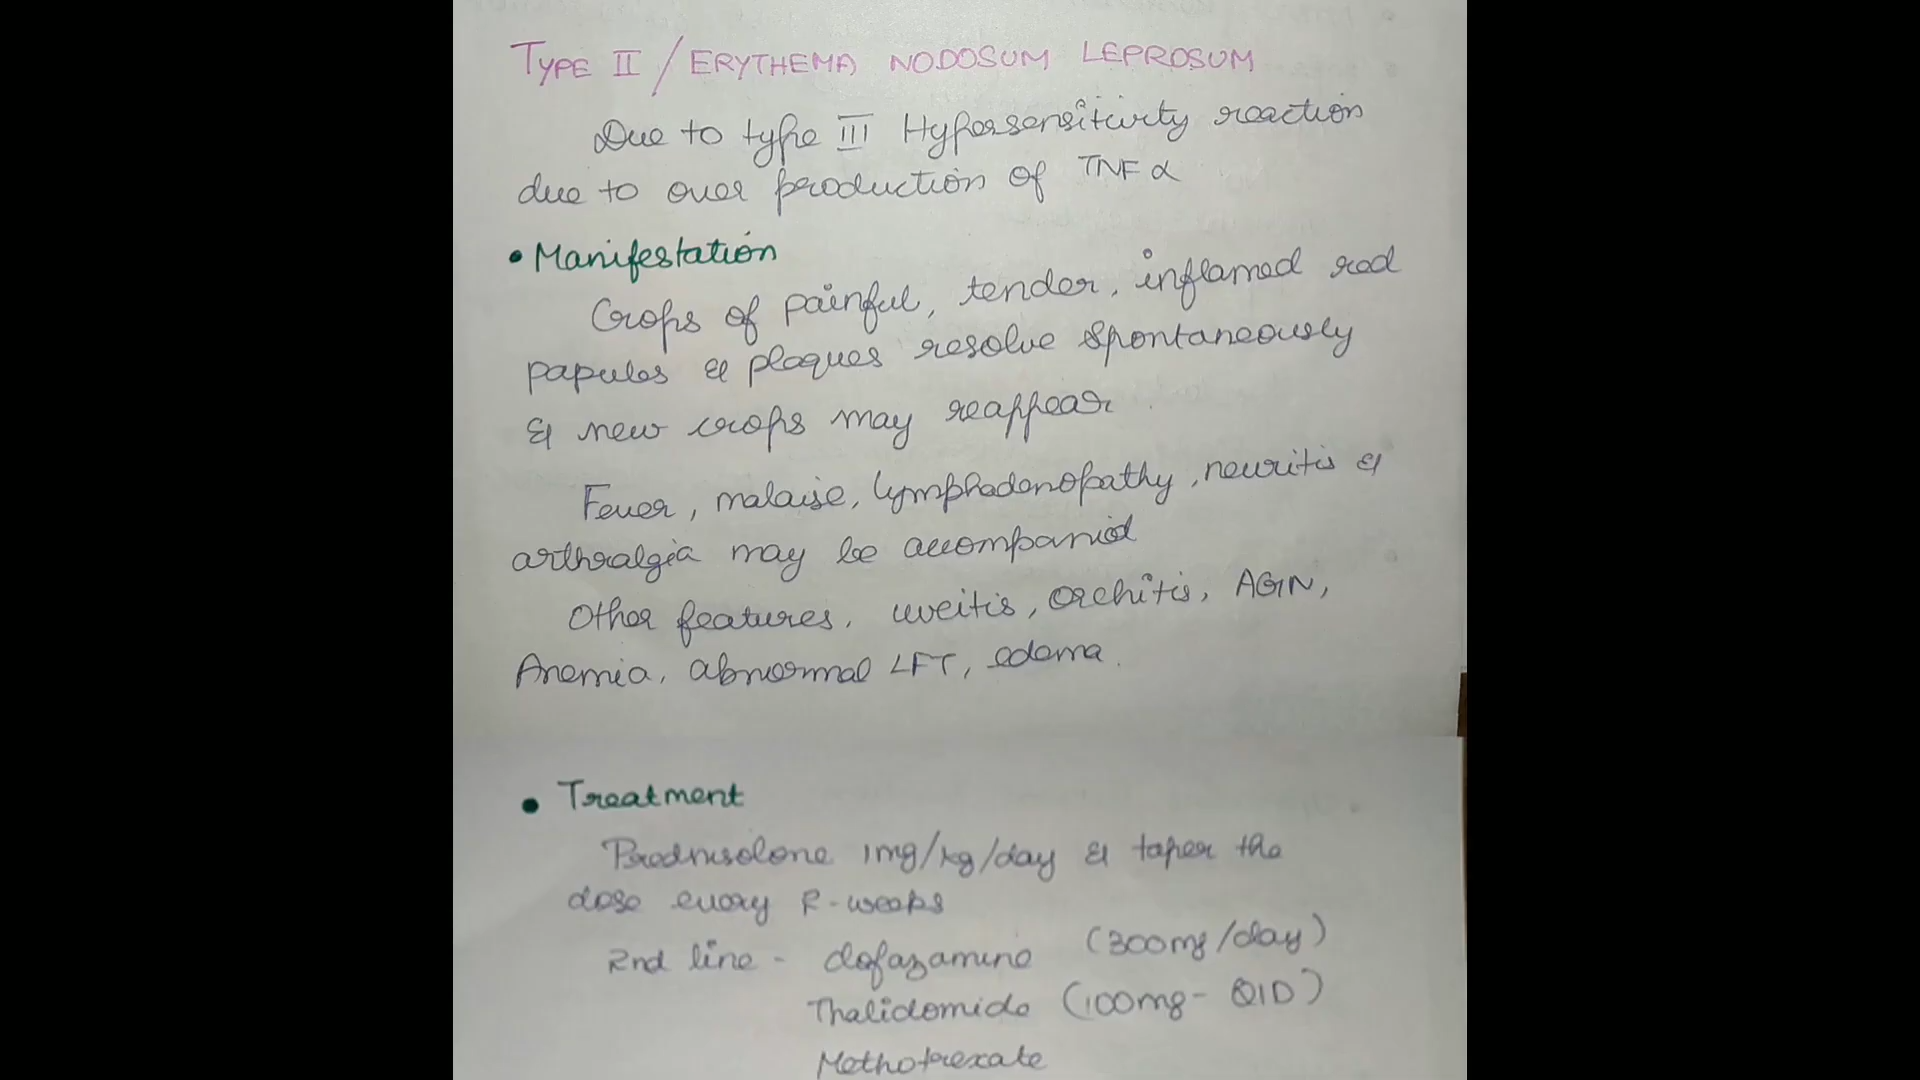 TYPE II / ERYTHEMA NODOSUM LEPROSUM
Due to type III Hypersensitivity reaction
due to over production of TNF α
• Manifestation
Crops of painful, tender, inflamed red
papules & plaques resolve spontaneously
& new crops may reappear
Fever, malaise, lymphadenopathy, neuritis &
arthralgia may be accompanied
Other features, uveitis, orchitis, AGN,
Anemia, abnormal LFT, edema.
• Treatment
Prednisolone 1mg/kg/day & taper the
dose every 2-weeks
2nd line - clofazamine (300mg/day)
Thalidomide (100mg- QID)
Methotrexate